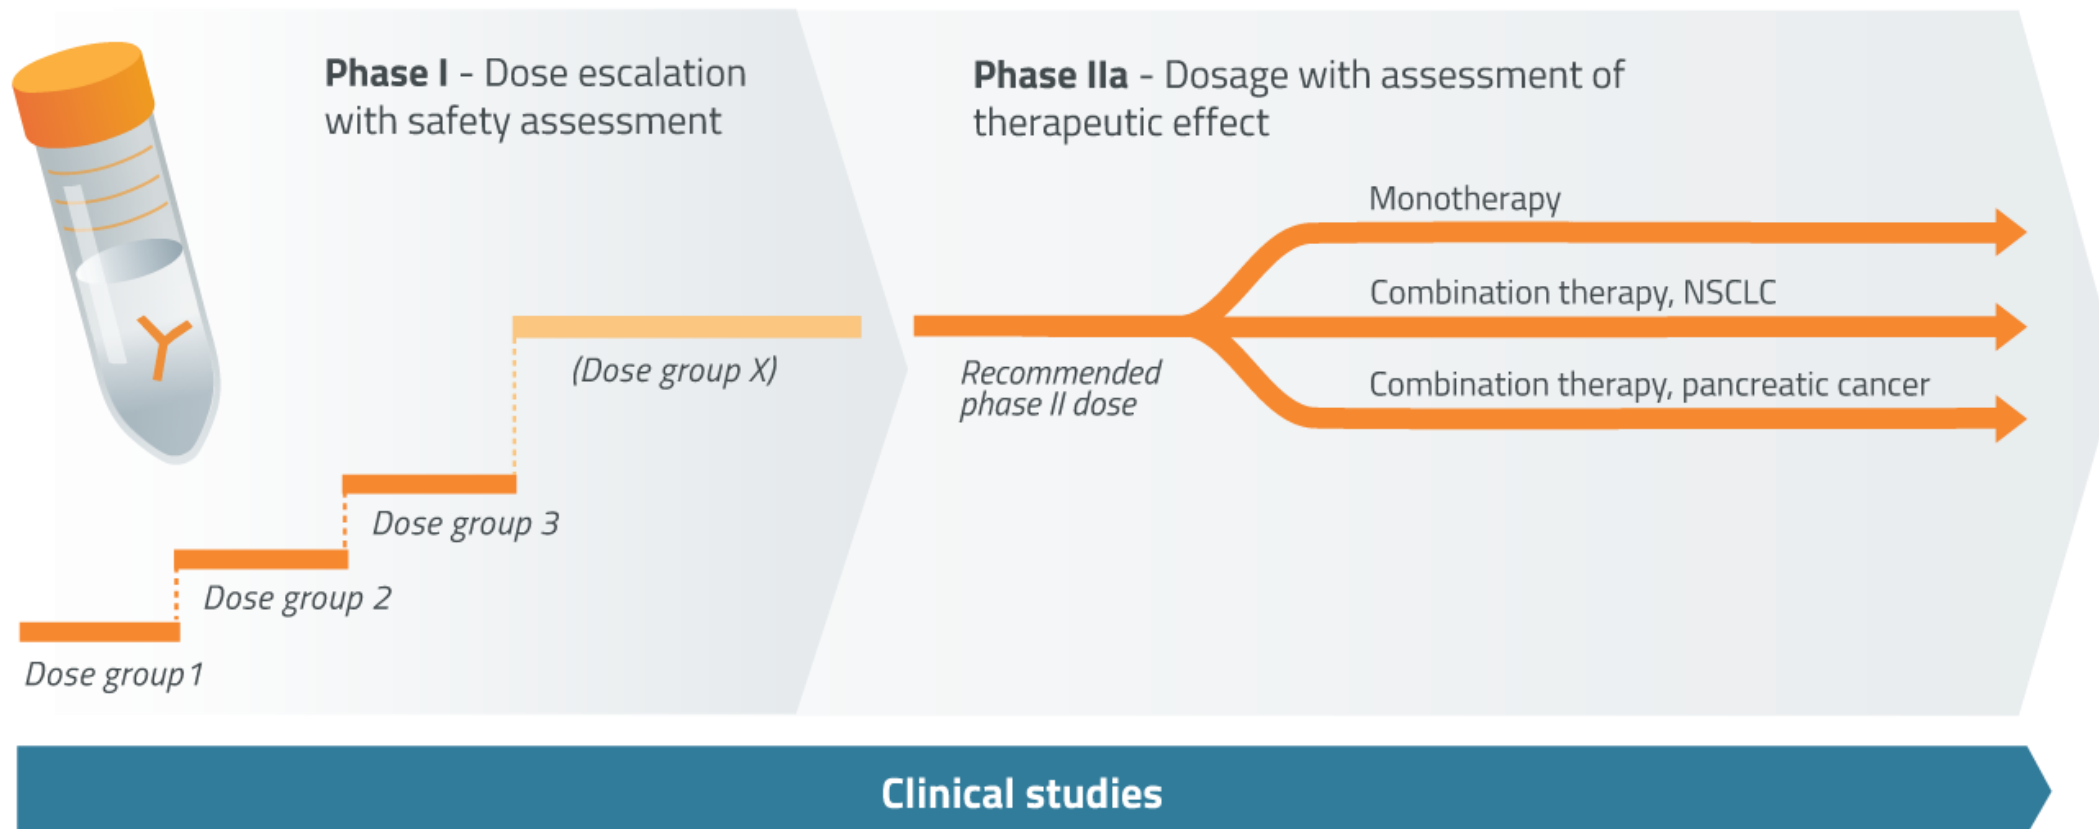 Phase I - Dose escalation
with safety assessment
Phase IIa - Dosage with assessment of
therapeutic effect
Monotherapy
Combination therapy, NSCLC
Combination therapy, pancreatic cancer
(Dose group X)
Recommended
phase II dose
Dose group 3
Dose group 2
Dose group 1
Clinical studies